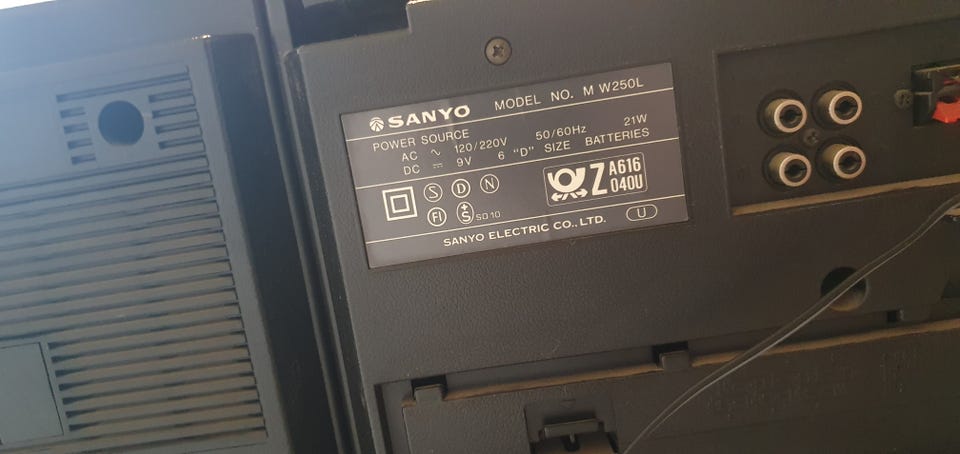 SANYO MODEL NO. M W250L
POWER SOURCE
AC ~ 120/220V 50/60Hz 21W
DC ⎓ 9V 6 "D" SIZE BATTERIES
S D N
FI +S SD10
Z A616 040U
SANYO ELECTRIC CO., LTD. U